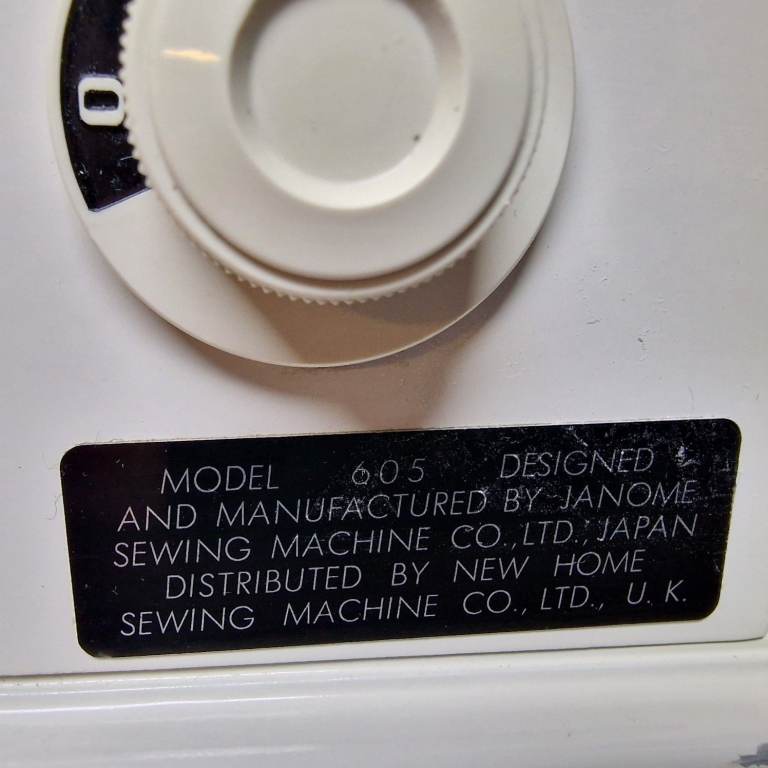 0
MODEL 605 DESIGNED
AND MANUFACTURED BY JANOME
SEWING MACHINE CO.,LTD., JAPAN
DISTRIBUTED BY NEW HOME
SEWING MACHINE CO., LTD., U. K.